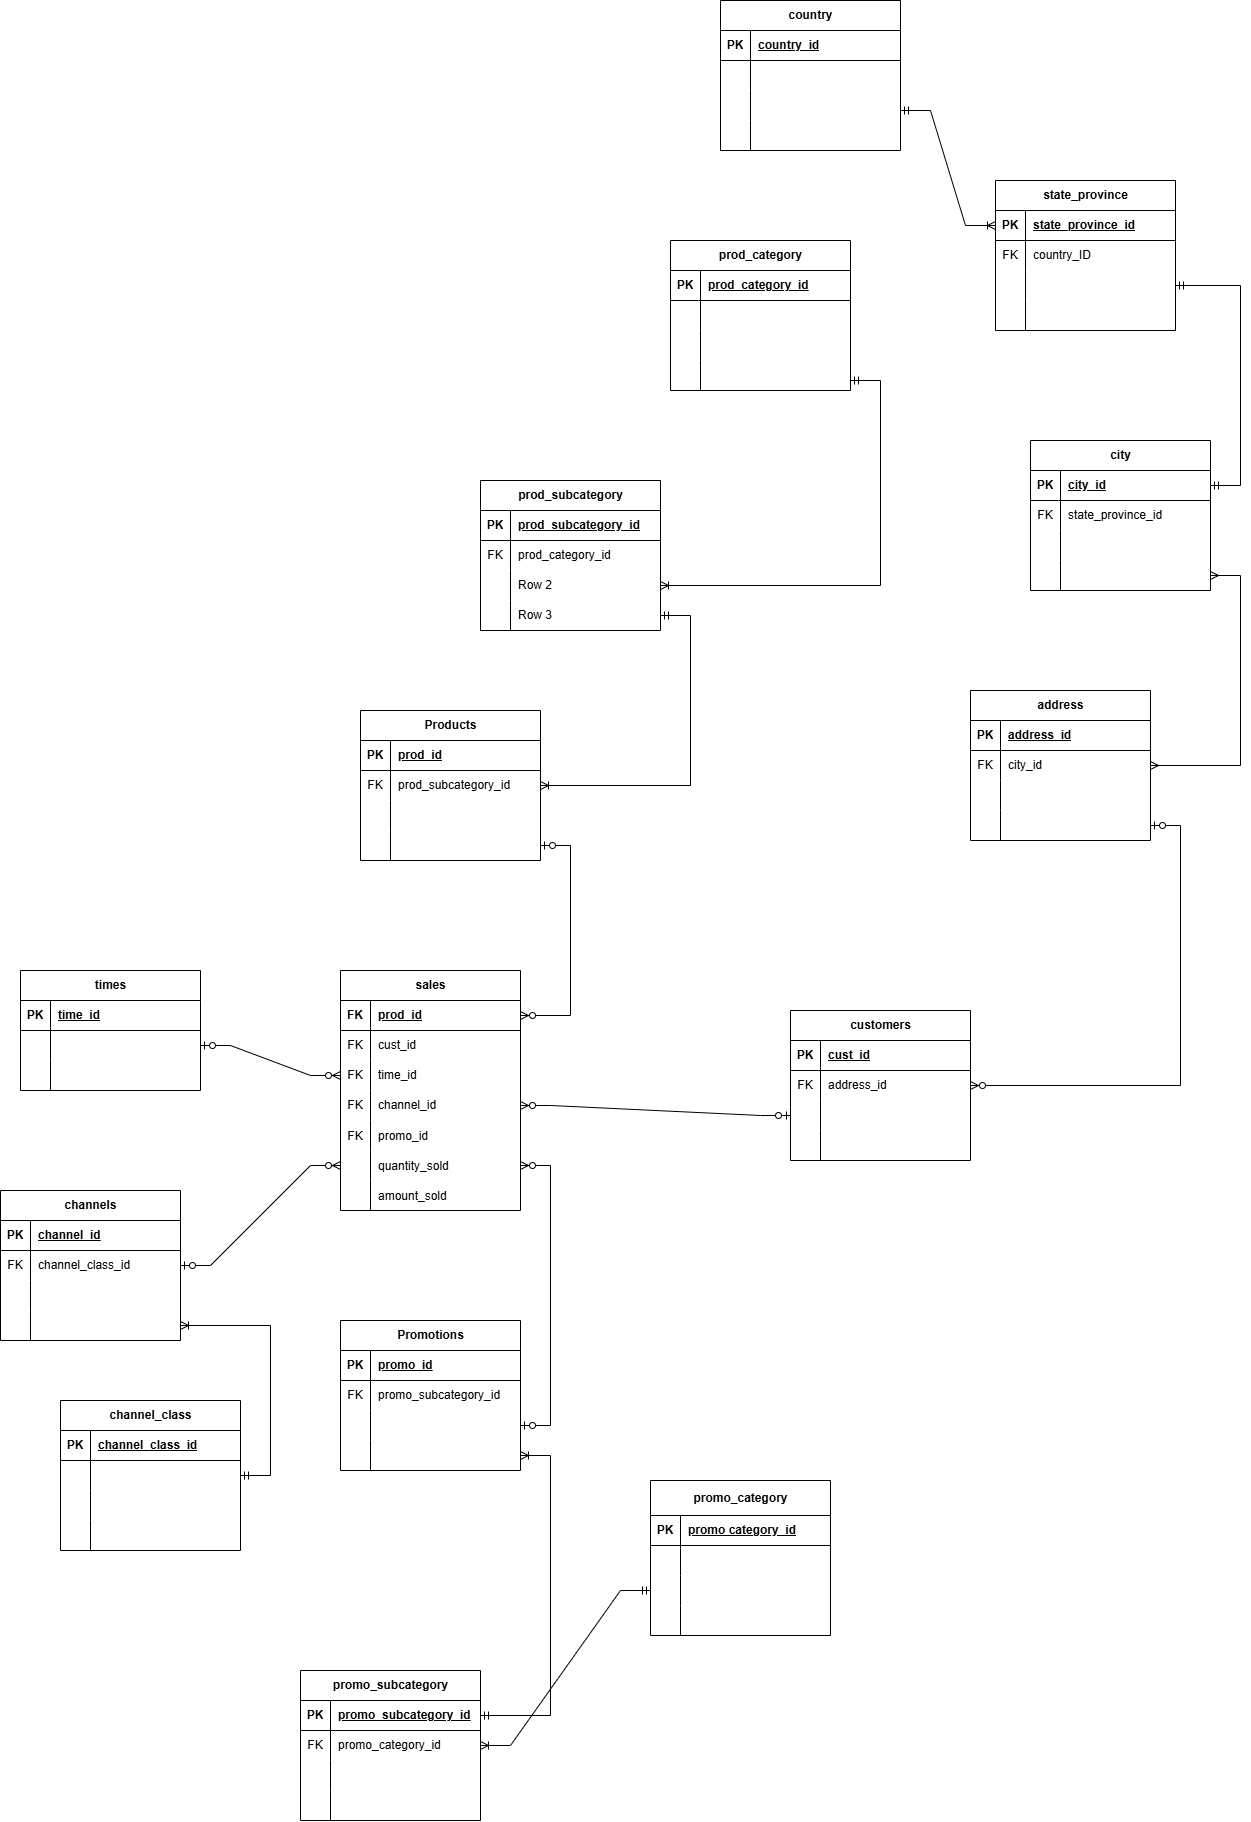 country
PK country_id
state_province
PK state_province_id
FK country_ID
prod_category
PK prod_category_id
city
PK city_id
FK state_province_id
prod_subcategory
PK prod_subcategory_id
FK prod_category_id
Row 2
Row 3
address
PK address_id
FK city_id
Products
PK prod_id
FK prod_subcategory_id
times
PK time_id
sales
FK prod_id
FK cust_id
FK time_id
FK channel_id
FK promo_id
quantity_sold
amount_sold
customers
PK cust_id
FK address_id
channels
PK channel_id
FK channel_class_id
Promotions
PK promo_id
FK promo_subcategory_id
channel_class
PK channel_class_id
promo_category
PK promo category_id
promo_subcategory
PK promo_subcategory_id
FK promo_category_id